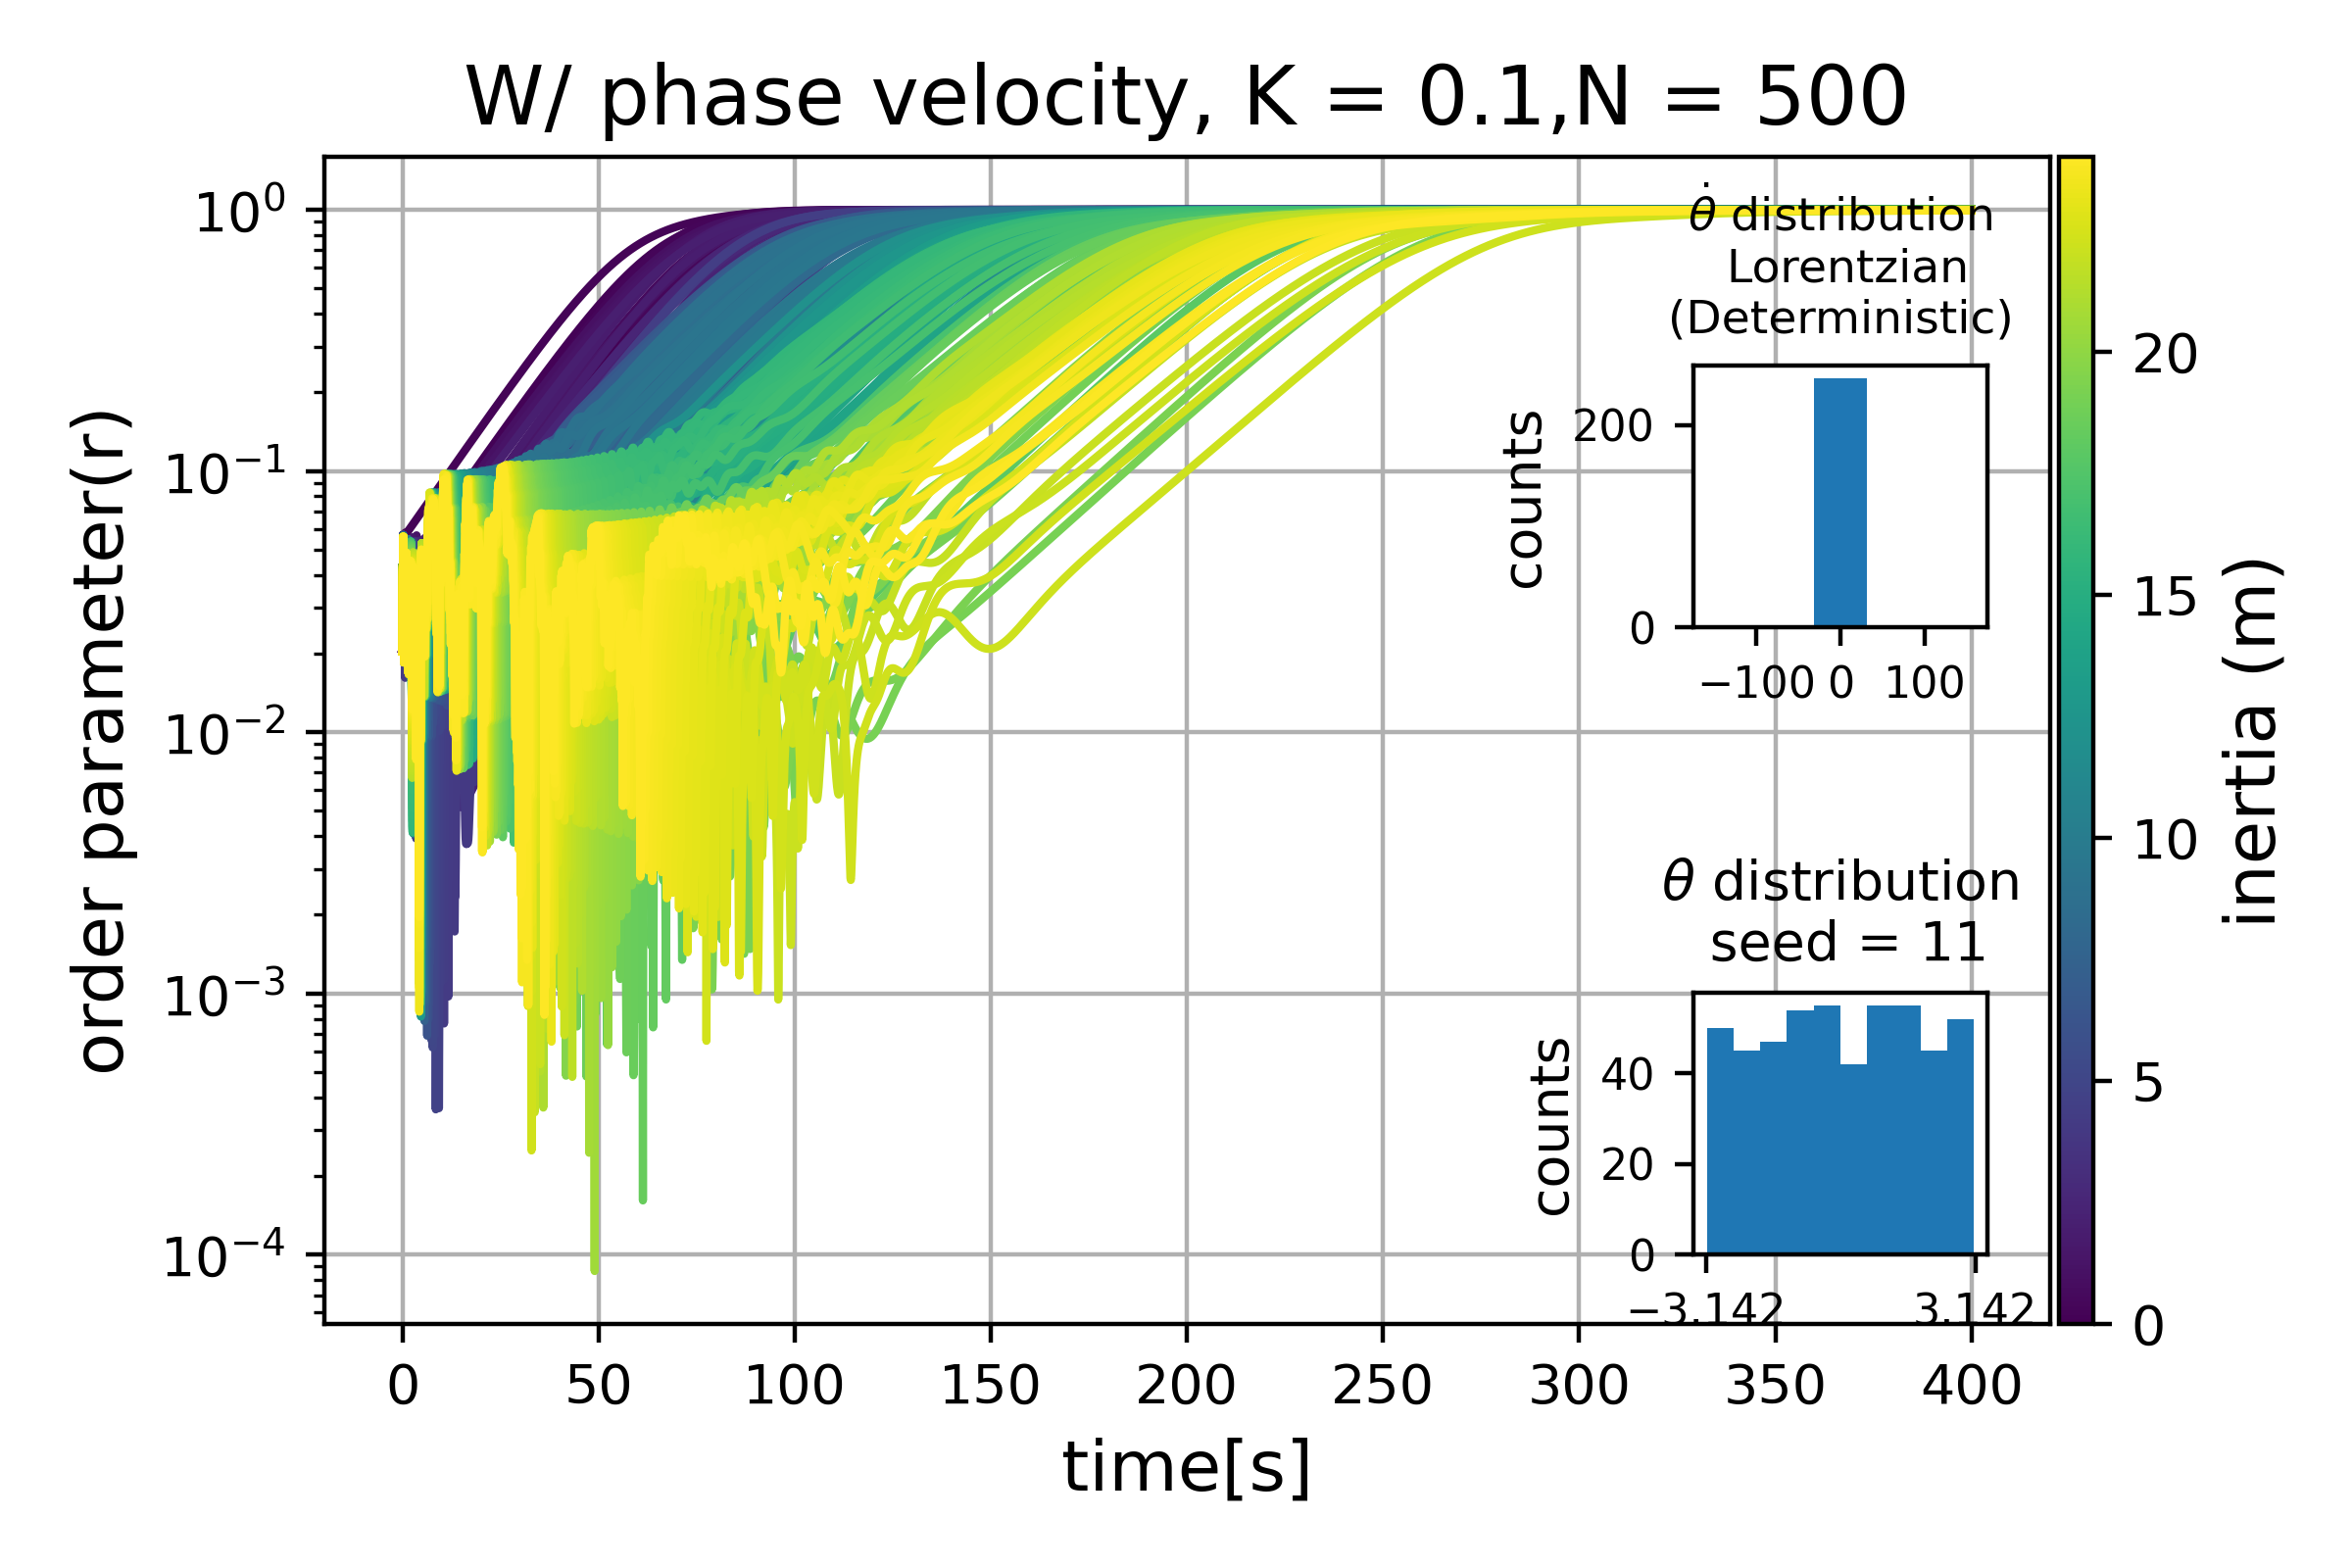 W/ phase velocity, K = 0.1,N = 500
order parameter(r)
10⁰
10⁻¹
10⁻²
10⁻³
10⁻⁴
0 50 100 150 200 250 300 350 400
time[s]
θ̇ distribution
Lorentzian
(Deterministic)
counts
200
0
−100 0 100
θ distribution
seed = 11
counts
40
20
0
−3.142 3.142
20
15
10
5
0
inertia (m)